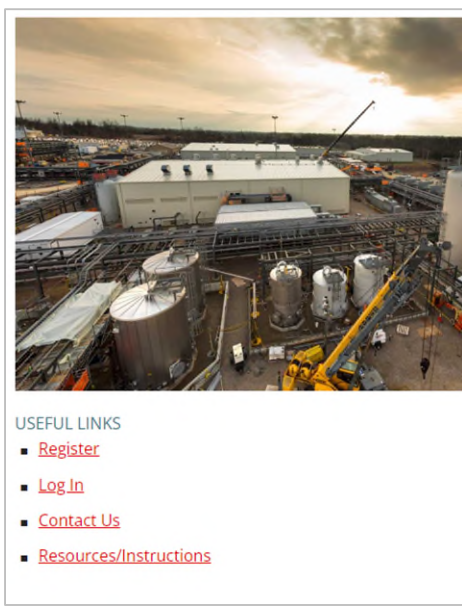 USEFUL LINKS
Register
Log In
Contact Us
Resources/Instructions